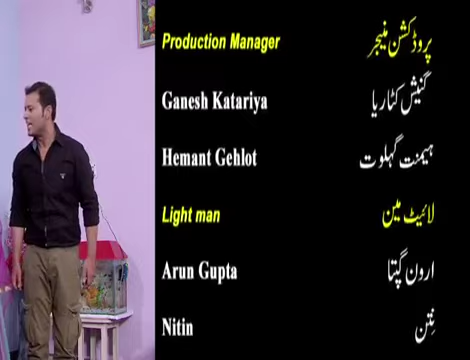 Production Manager پروڈکشن منیجر
Ganesh Katariya گنیش کٹاریا
Hemant Gehlot ہیمنت گہلوت
Light man لائیٹ مین
Arun Gupta ارون گپتا
Nitin نتن